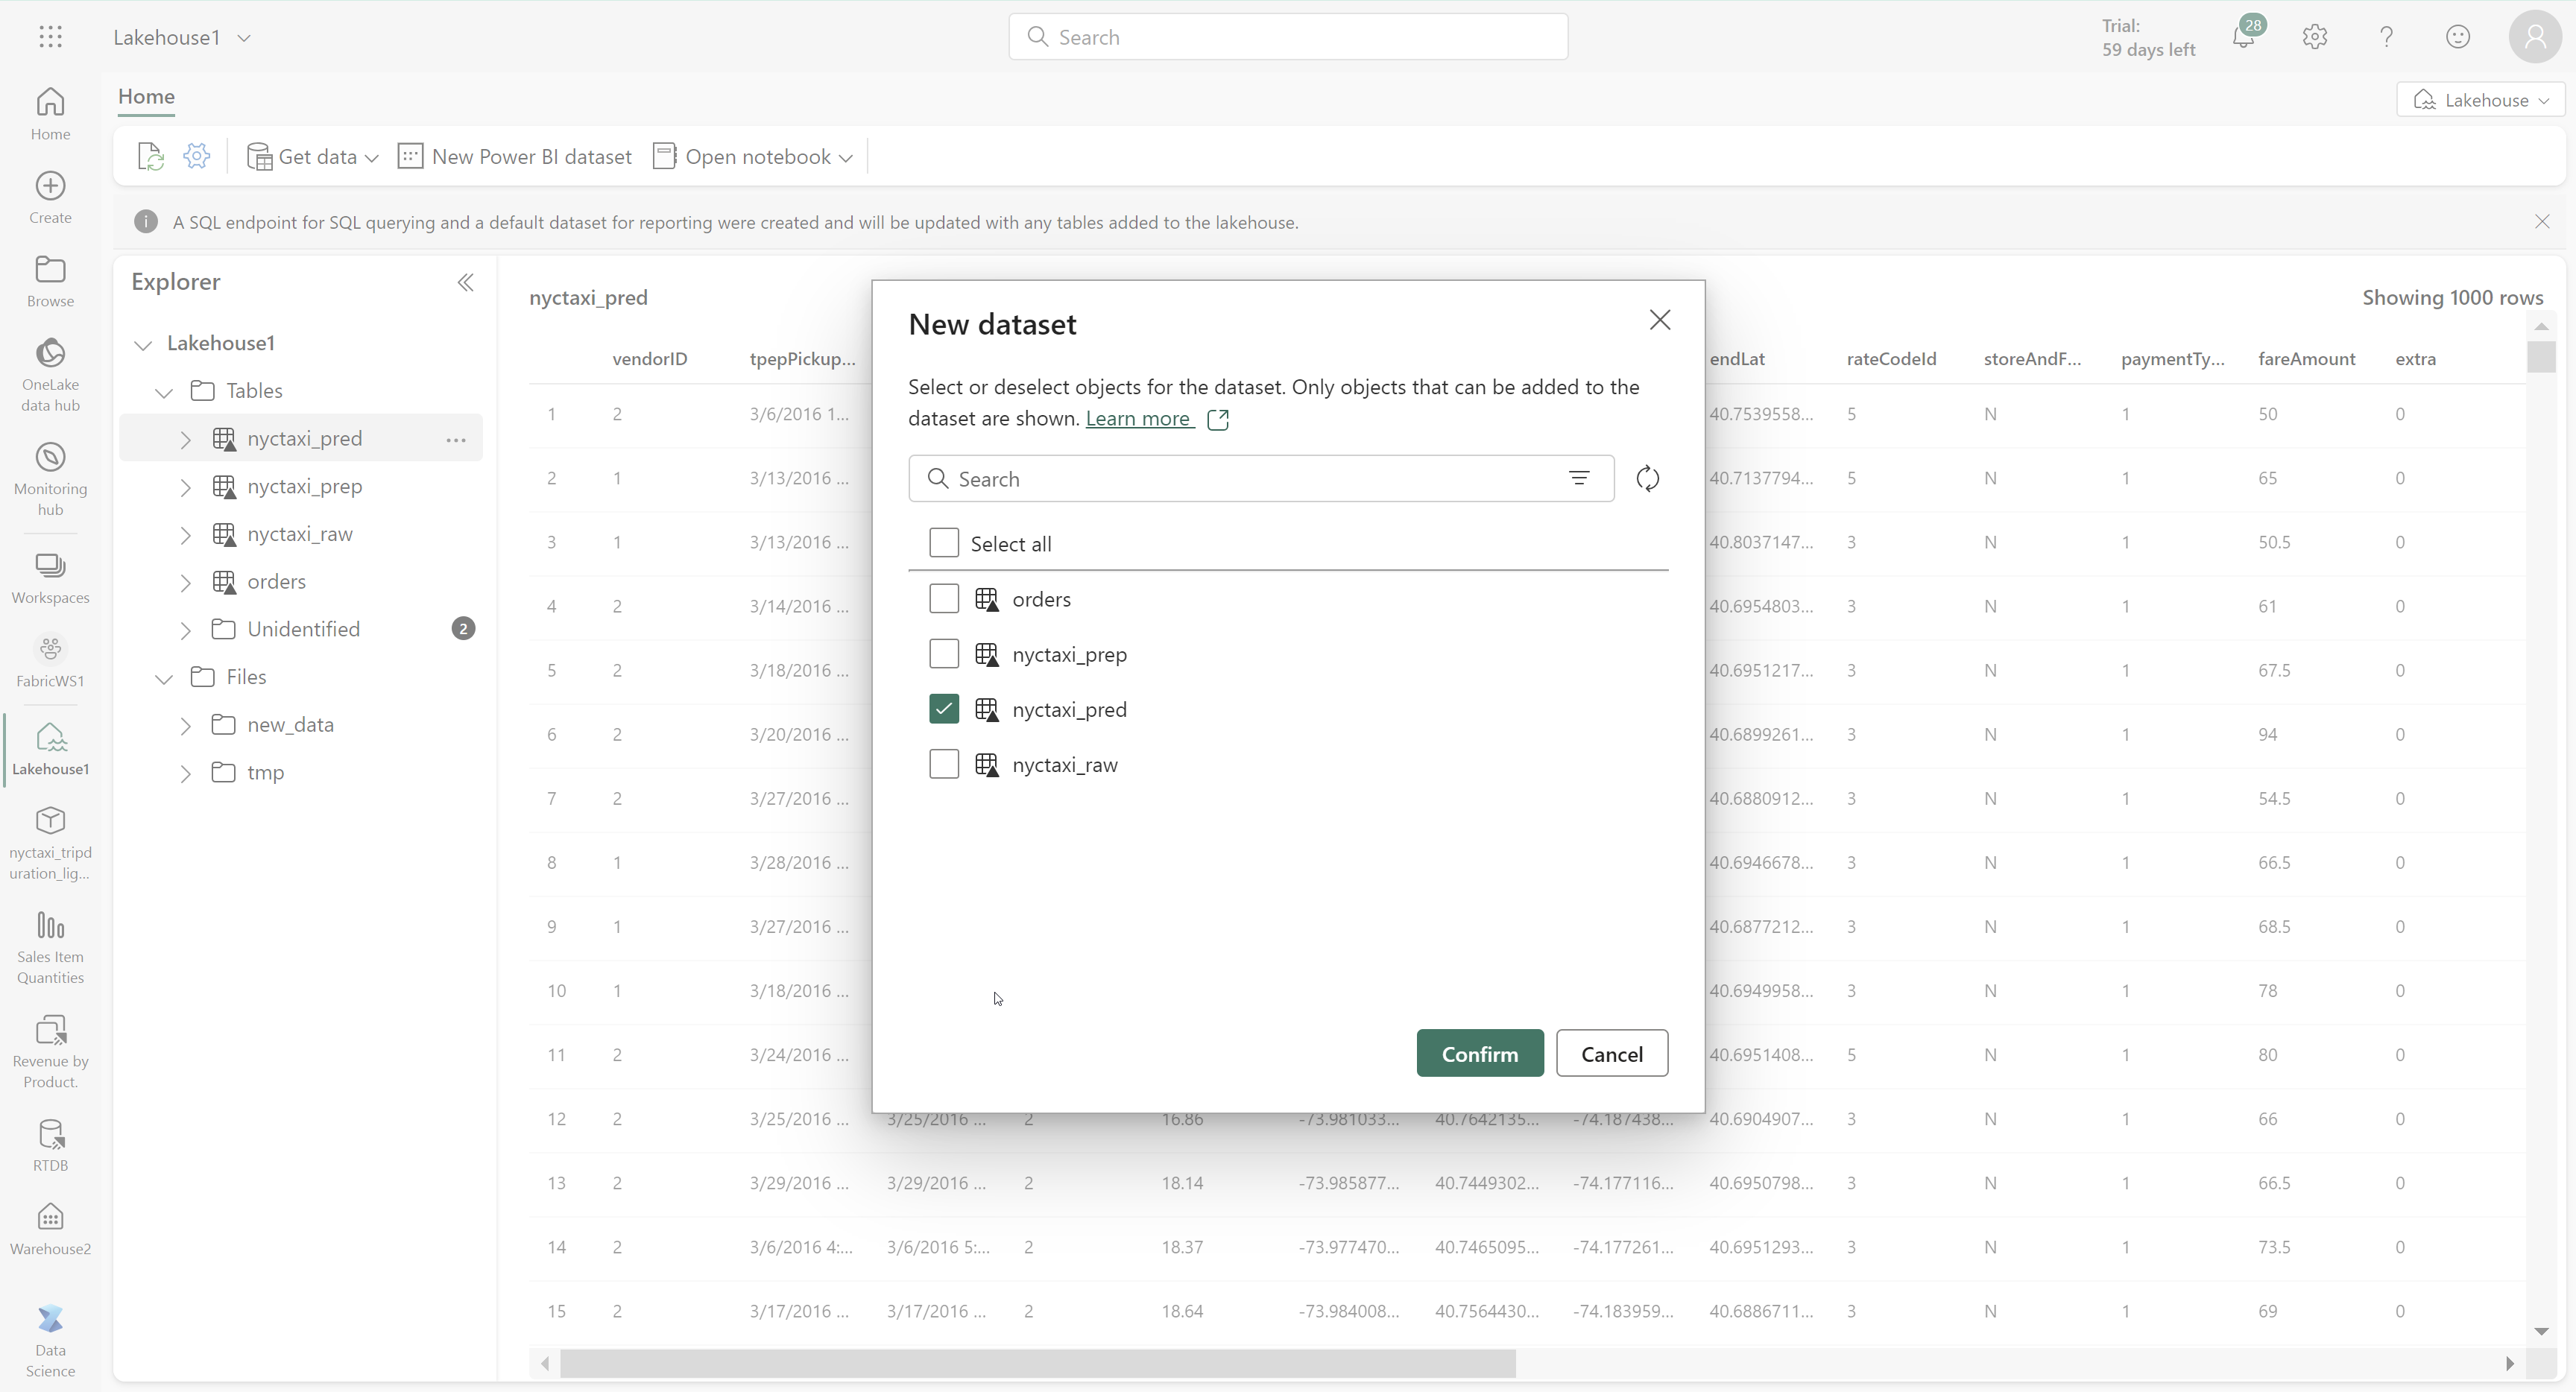 Lakehouse1
Search
Trial:
59 days left
28
Home
Lakehouse
Get data
New Power BI dataset
Open notebook
A SQL endpoint for SQL querying and a default dataset for reporting were created and will be updated with any tables added to the lakehouse.
Home
Create
Browse
OneLake
data hub
Monitoring
hub
Workspaces
FabricWS1
Lakehouse1
nyctaxi_tripd
uration_lig...
Sales Item
Quantities
Revenue by
Product.
RTDB
Warehouse2
Data
Science
Explorer
Lakehouse1
Tables
nyctaxi_pred
nyctaxi_prep
nyctaxi_raw
orders
Unidentified 2
Files
new_data
tmp
nyctaxi_pred
Showing 1000 rows
vendorID tpepPickup... endLat rateCodeId storeAndF... paymentTy... fareAmount extra
1 2 3/6/2016 1... 40.7539558... 5 N 1 50 0
2 1 3/13/2016 ... 40.7137794... 5 N 1 65 0
3 1 3/13/2016 ... 40.8037147... 3 N 1 50.5 0
4 2 3/14/2016 ... 40.6954803... 3 N 1 61 0
5 2 3/18/2016 ... 40.6951217... 3 N 1 67.5 0
6 2 3/20/2016 ... 40.6899261... 3 N 1 94 0
7 2 3/27/2016 ... 40.6880912... 3 N 1 54.5 0
8 1 3/28/2016 ... 40.6946678... 3 N 1 66.5 0
9 1 3/27/2016 ... 40.6877212... 3 N 1 68.5 0
10 1 3/18/2016 ... 40.6949958... 3 N 1 78 0
11 2 3/24/2016 ... 40.6951408... 5 N 1 80 0
12 2 3/25/2016 ... 3/25/2016 ... 2 16.86 -73.981033... 40.7642135... -74.187438... 40.6904907... 3 N 1 66 0
13 2 3/29/2016 ... 3/29/2016 ... 2 18.14 -73.985877... 40.7449302... -74.177116... 40.6950798... 3 N 1 66.5 0
14 2 3/6/2016 4:... 3/6/2016 5:... 2 18.37 -73.977470... 40.7465095... -74.177261... 40.6951293... 3 N 1 73.5 0
15 2 3/17/2016 ... 3/17/2016 ... 2 18.64 -73.984008... 40.7564430... -74.183959... 40.6886711... 3 N 1 69 0
New dataset
Select or deselect objects for the dataset. Only objects that can be added to the
dataset are shown. Learn more
Search
Select all
orders
nyctaxi_prep
nyctaxi_pred
nyctaxi_raw
Confirm
Cancel